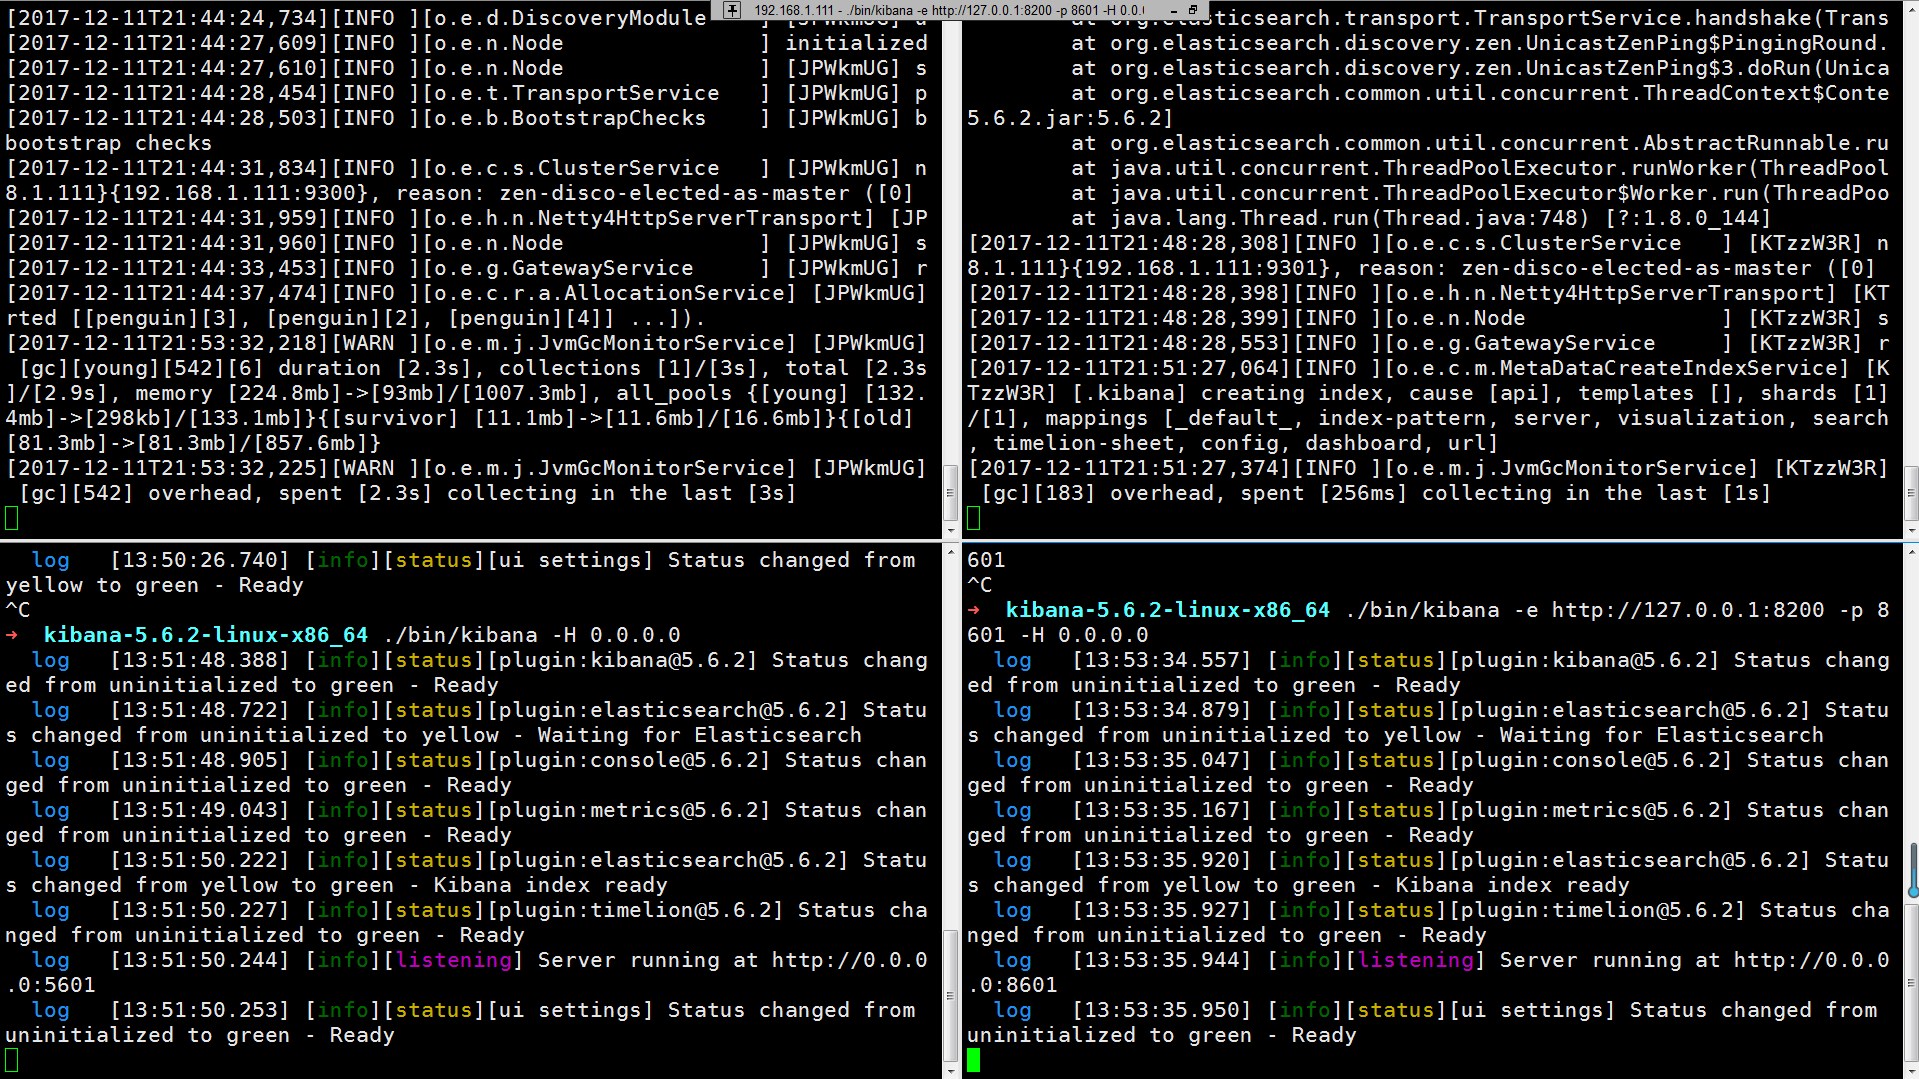 192.168.1.111 - ./bin/kibana -e http://127.0.0.1:8200 -p 8601 -H 0.0.
[2017-12-11T21:44:24,734][INFO ][o.e.d.DiscoveryModule
[2017-12-11T21:44:27,609][INFO ][o.e.n.Node               ] initialized
[2017-12-11T21:44:27,610][INFO ][o.e.n.Node               ] [JPWkmUG] s
[2017-12-11T21:44:28,454][INFO ][o.e.t.TransportService   ] [JPWkmUG] p
[2017-12-11T21:44:28,503][INFO ][o.e.b.BootstrapChecks    ] [JPWkmUG] b
bootstrap checks
[2017-12-11T21:44:31,834][INFO ][o.e.c.s.ClusterService   ] [JPWkmUG] n
8.1.111}{192.168.1.111:9300}, reason: zen-disco-elected-as-master ([0]
[2017-12-11T21:44:31,959][INFO ][o.e.h.n.Netty4HttpServerTransport] [JP
[2017-12-11T21:44:31,960][INFO ][o.e.n.Node               ] [JPWkmUG] s
[2017-12-11T21:44:33,453][INFO ][o.e.g.GatewayService     ] [JPWkmUG] r
[2017-12-11T21:44:37,474][INFO ][o.e.c.r.a.AllocationService] [JPWkmUG]
rted [[penguin][3], [penguin][2], [penguin][4]] ...]).
[2017-12-11T21:53:32,218][WARN ][o.e.m.j.JvmGcMonitorService] [JPWkmUG]
[gc][young][542][6] duration [2.3s], collections [1]/[3s], total [2.3s
]/[2.9s], memory [224.8mb]->[93mb]/[1007.3mb], all_pools {[young] [132.
4mb]->[298kb]/[133.1mb]}{[survivor] [11.1mb]->[11.6mb]/[16.6mb]}{[old]
[81.3mb]->[81.3mb]/[857.6mb]}
[2017-12-11T21:53:32,225][WARN ][o.e.m.j.JvmGcMonitorService] [JPWkmUG]
[gc][542] overhead, spent [2.3s] collecting in the last [3s]
at org.elasticsearch.transport.TransportService.handshake(Trans
at org.elasticsearch.discovery.zen.UnicastZenPing$PingingRound.
at org.elasticsearch.discovery.zen.UnicastZenPing$3.doRun(Unica
at org.elasticsearch.common.util.concurrent.ThreadContext$Conte
5.6.2.jar:5.6.2]
at org.elasticsearch.common.util.concurrent.AbstractRunnable.ru
at java.util.concurrent.ThreadPoolExecutor.runWorker(ThreadPool
at java.util.concurrent.ThreadPoolExecutor$Worker.run(ThreadPoo
at java.lang.Thread.run(Thread.java:748) [?:1.8.0_144]
[2017-12-11T21:48:28,308][INFO ][o.e.c.s.ClusterService   ] [KTzzW3R] n
8.1.111}{192.168.1.111:9301}, reason: zen-disco-elected-as-master ([0]
[2017-12-11T21:48:28,398][INFO ][o.e.h.n.Netty4HttpServerTransport] [KT
[2017-12-11T21:48:28,399][INFO ][o.e.n.Node               ] [KTzzW3R] s
[2017-12-11T21:48:28,553][INFO ][o.e.g.GatewayService     ] [KTzzW3R] r
[2017-12-11T21:51:27,064][INFO ][o.e.c.m.MetaDataCreateIndexService] [K
TzzW3R] [.kibana] creating index, cause [api], templates [], shards [1]
/[1], mappings [_default_, index-pattern, server, visualization, search
, timelion-sheet, config, dashboard, url]
[2017-12-11T21:51:27,374][INFO ][o.e.m.j.JvmGcMonitorService] [KTzzW3R]
[gc][183] overhead, spent [256ms] collecting in the last [1s]
log   [13:50:26.740] [info][status][ui settings] Status changed from
yellow to green - Ready
^C
➜  kibana-5.6.2-linux-x86_64 ./bin/kibana -H 0.0.0.0
log   [13:51:48.388] [info][status][plugin:kibana@5.6.2] Status chang
ed from uninitialized to green - Ready
log   [13:51:48.722] [info][status][plugin:elasticsearch@5.6.2] Statu
s changed from uninitialized to yellow - Waiting for Elasticsearch
log   [13:51:48.905] [info][status][plugin:console@5.6.2] Status chan
ged from uninitialized to green - Ready
log   [13:51:49.043] [info][status][plugin:metrics@5.6.2] Status chan
ged from uninitialized to green - Ready
log   [13:51:50.222] [info][status][plugin:elasticsearch@5.6.2] Statu
s changed from yellow to green - Kibana index ready
log   [13:51:50.227] [info][status][plugin:timelion@5.6.2] Status cha
nged from uninitialized to green - Ready
log   [13:51:50.244] [info][listening] Server running at http://0.0.0
.0:5601
log   [13:51:50.253] [info][status][ui settings] Status changed from
uninitialized to green - Ready
601
^C
➜  kibana-5.6.2-linux-x86_64 ./bin/kibana -e http://127.0.0.1:8200 -p 8
601 -H 0.0.0.0
log   [13:53:34.557] [info][status][plugin:kibana@5.6.2] Status chang
ed from uninitialized to green - Ready
log   [13:53:34.879] [info][status][plugin:elasticsearch@5.6.2] Statu
s changed from uninitialized to yellow - Waiting for Elasticsearch
log   [13:53:35.047] [info][status][plugin:console@5.6.2] Status chan
ged from uninitialized to green - Ready
log   [13:53:35.167] [info][status][plugin:metrics@5.6.2] Status chan
ged from uninitialized to green - Ready
log   [13:53:35.920] [info][status][plugin:elasticsearch@5.6.2] Statu
s changed from yellow to green - Kibana index ready
log   [13:53:35.927] [info][status][plugin:timelion@5.6.2] Status cha
nged from uninitialized to green - Ready
log   [13:53:35.944] [info][listening] Server running at http://0.0.0
.0:8601
log   [13:53:35.950] [info][status][ui settings] Status changed from
uninitialized to green - Ready